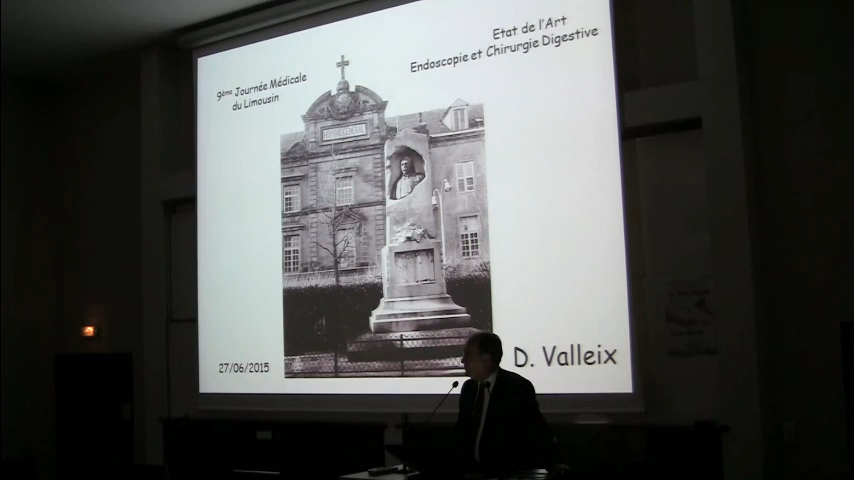 9ème Journée Médicale
du Limousin
Etat de l'Art
Endoscopie et Chirurgie Digestive
27/06/2015
D. Valleix